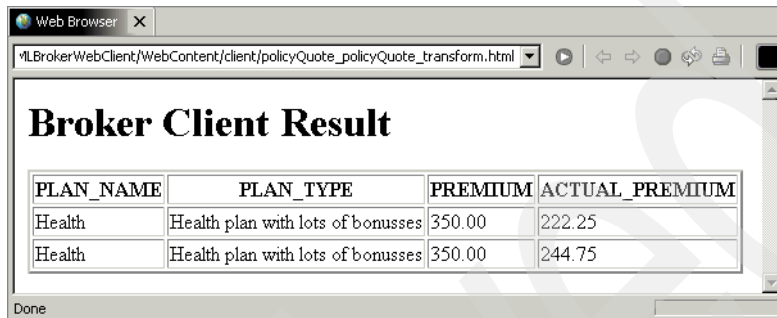 Web Browser X
MLBrokerWebClient/WebContent/client/policyQuote_policyQuote_transform.html
Broker Client Result
PLAN_NAME PLAN_TYPE PREMIUM ACTUAL_PREMIUM
Health Health plan with lots of bonusses 350.00 222.25
Health Health plan with lots of bonusses 350.00 244.75
Done